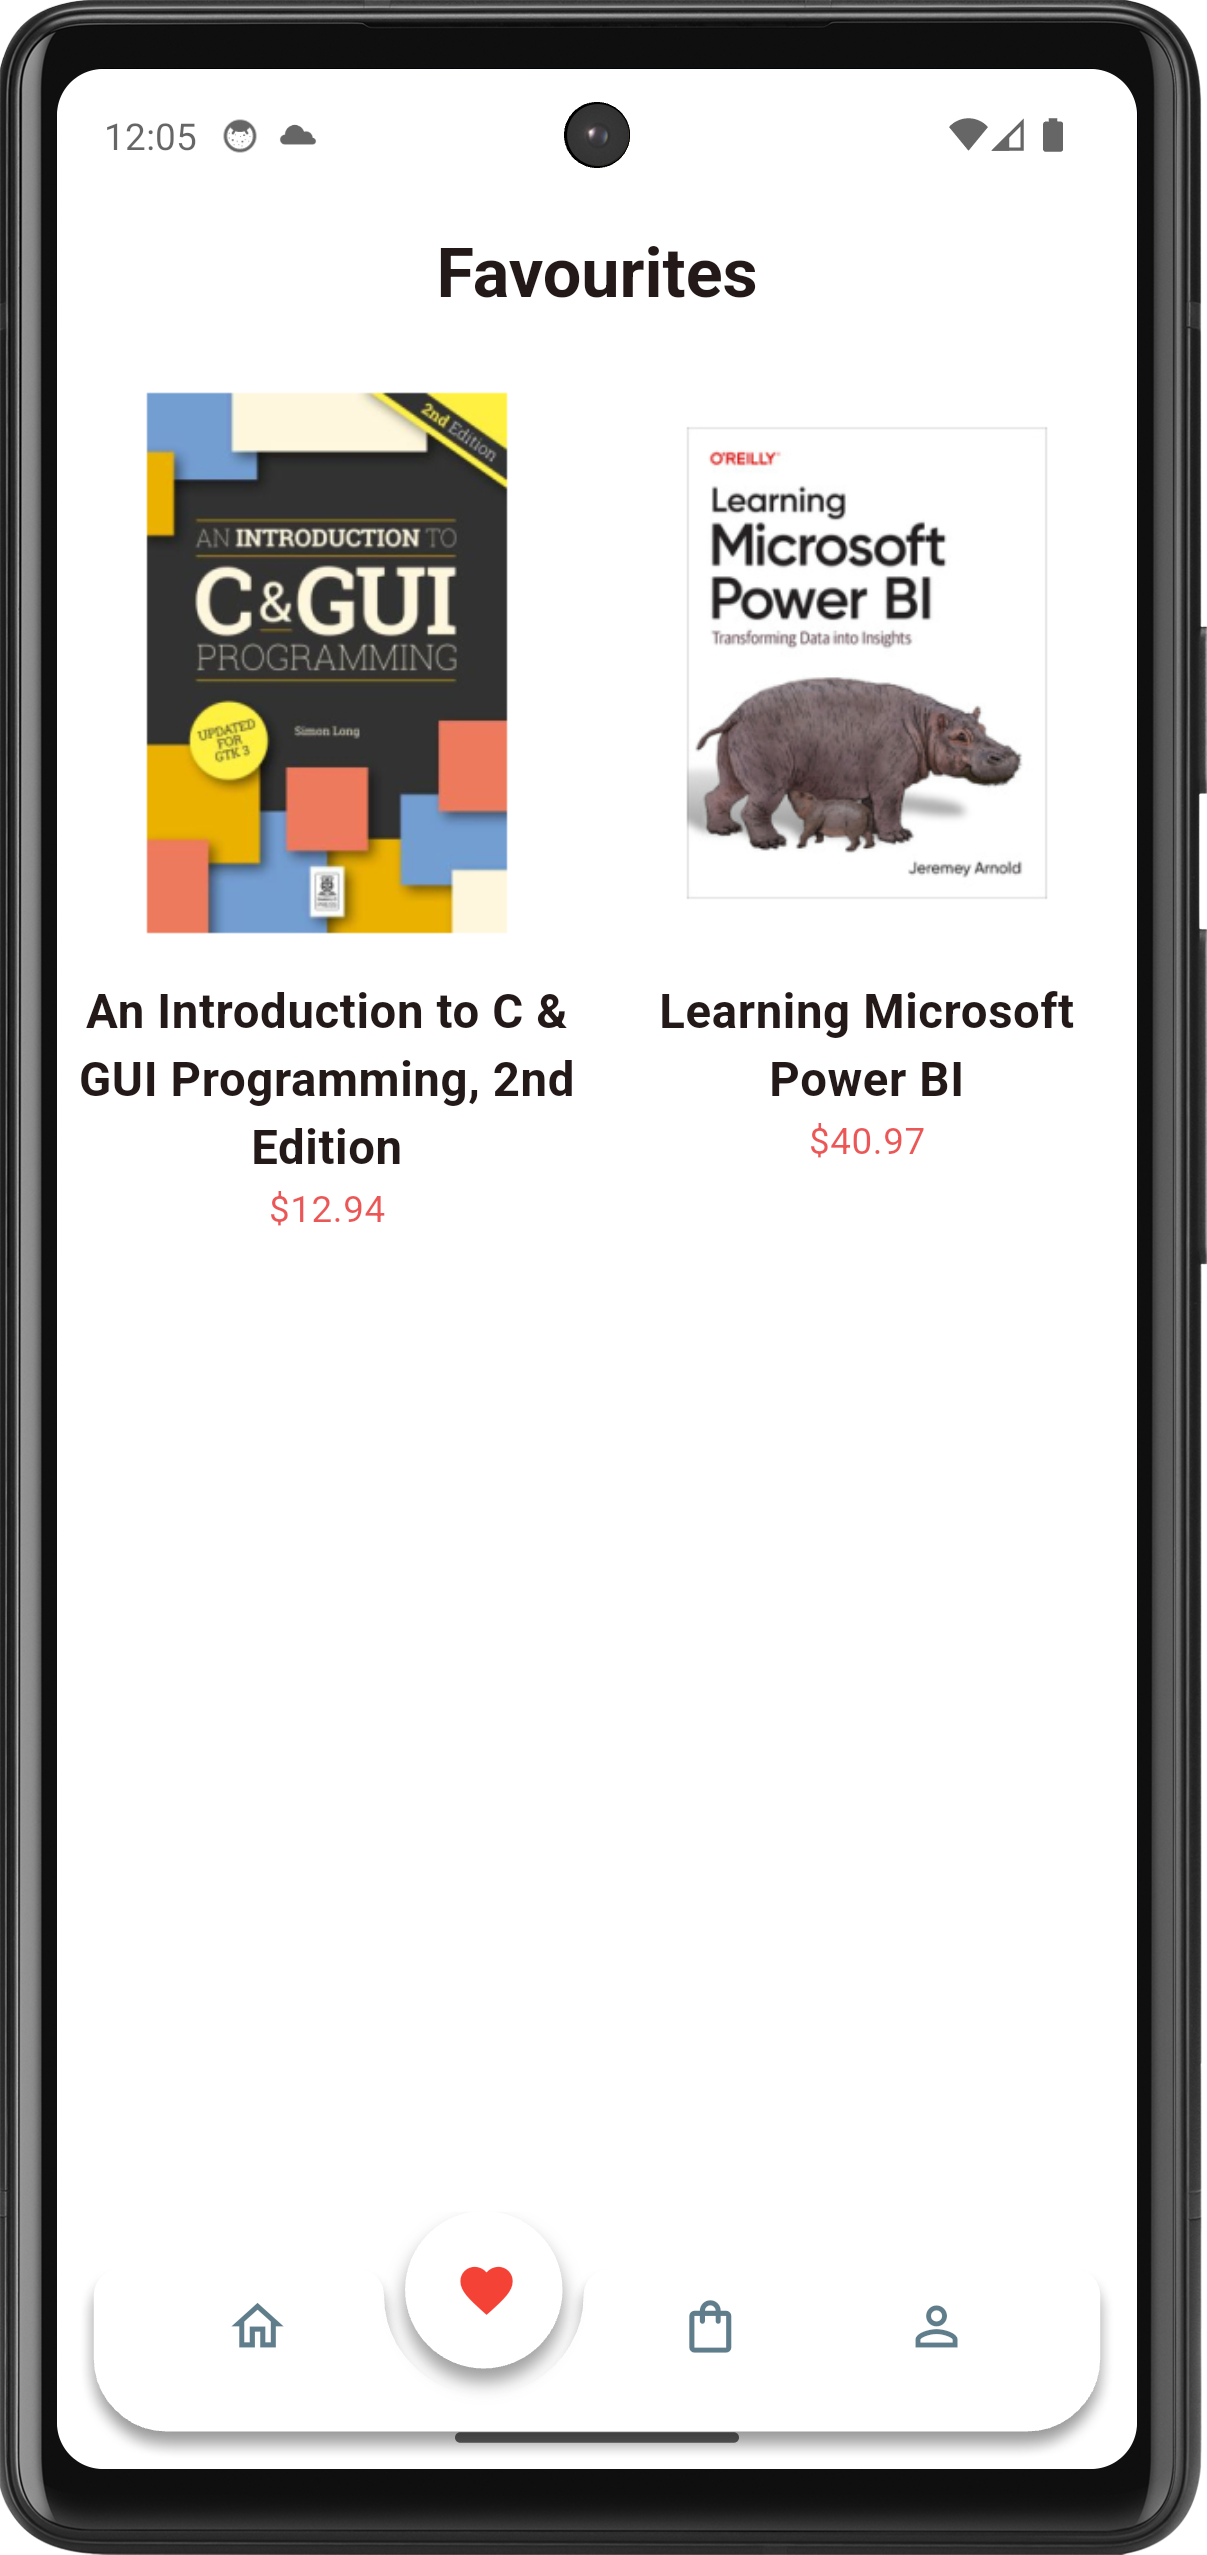 12:05
Favourites
2nd Edition
AN INTRODUCTION TO
C & GUI
PROGRAMMING
UPDATED
FOR
GTK 3
Simon Long
O'REILLY
Learning
Microsoft
Power BI
Transforming Data into Insights
Jeremey Arnold
An Introduction to C &
GUI Programming, 2nd
Edition
$12.94
Learning Microsoft
Power BI
$40.97